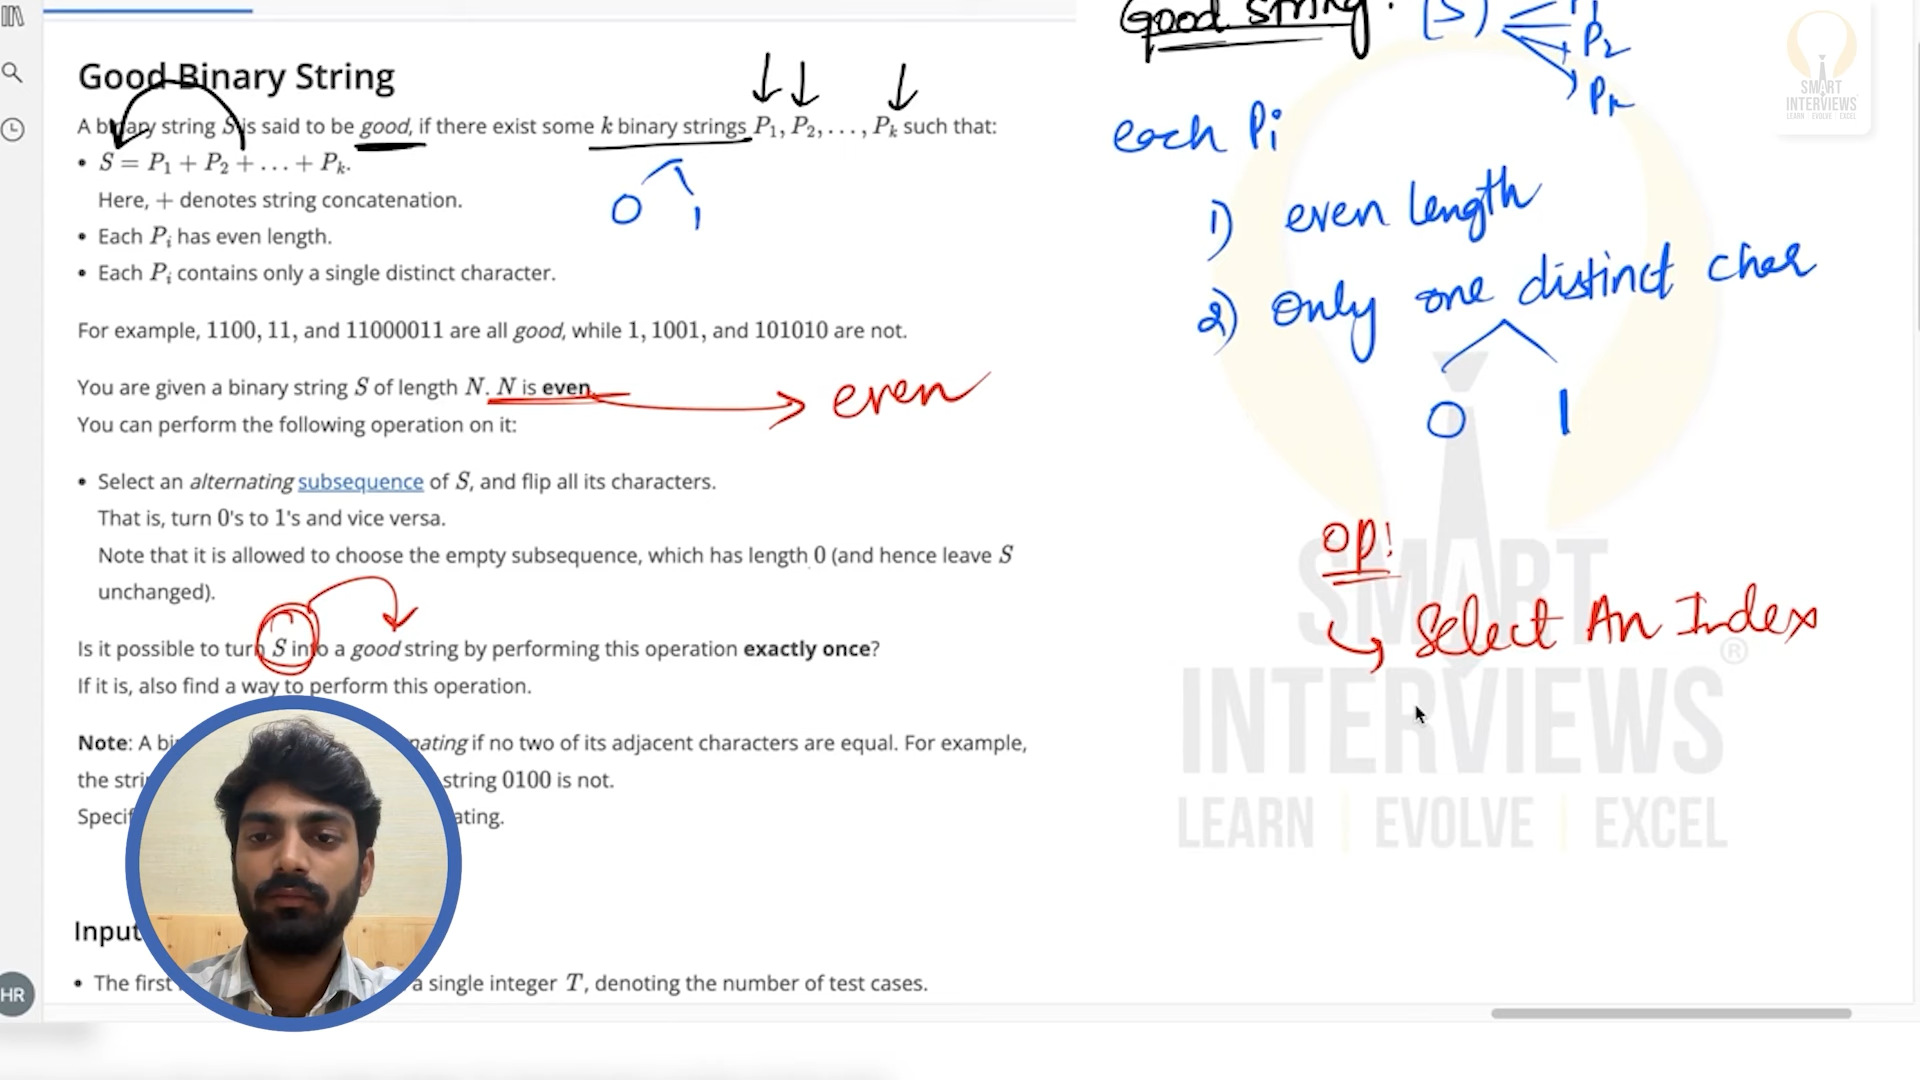 Good Binary String
A binary string S is said to be good, if there exist some k binary strings P1, P2, . . . , Pk such that:
• S = P1 + P2 + . . . + Pk.
Here, + denotes string concatenation.
• Each Pi has even length.
• Each Pi contains only a single distinct character.
0 1
For example, 1100, 11, and 11000011 are all good, while 1, 1001, and 101010 are not.
You are given a binary string S of length N. N is even.
even
You can perform the following operation on it:
• Select an alternating subsequence of S, and flip all its characters.
That is, turn 0's to 1's and vice versa.
Note that it is allowed to choose the empty subsequence, which has length 0 (and hence leave S
unchanged).
Is it possible to turn S into a good string by performing this operation exactly once?
If it is, also find a way to perform this operation.
Note: A bi nating if no two of its adjacent characters are equal. For example,
the stri string 0100 is not.
Specif ating.
Input
• The first a single integer T, denoting the number of test cases.
HR
Good String: [S]
P2
Pk
each Pi
1) even length
2) Only one distinct char
0 1
OP!
Select An Index
SMART
INTERVIEWS
LEARN | EVOLVE | EXCEL
SMART
INTERVIEWS®
LEARN | EVOLVE | EXCEL